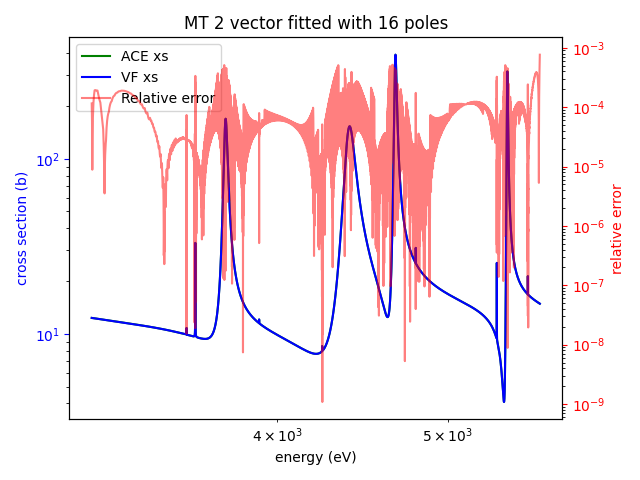 MT 2 vector fitted with 16 poles
ACE xs
VF xs
Relative error
cross section (b)
10²
10¹
relative error
10⁻³
10⁻⁴
10⁻⁵
10⁻⁶
10⁻⁷
10⁻⁸
10⁻⁹
4 × 10³
5 × 10³
energy (eV)